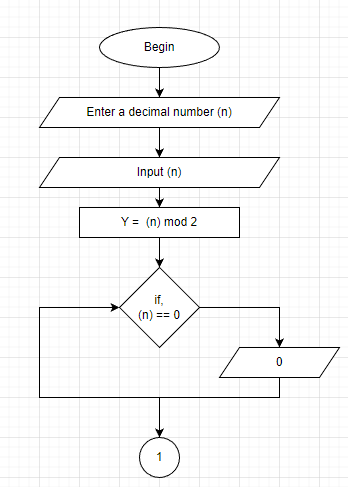 Begin
Enter a decimal number (n)
Input (n)
Y = (n) mod 2
if,
(n) == 0
0
1